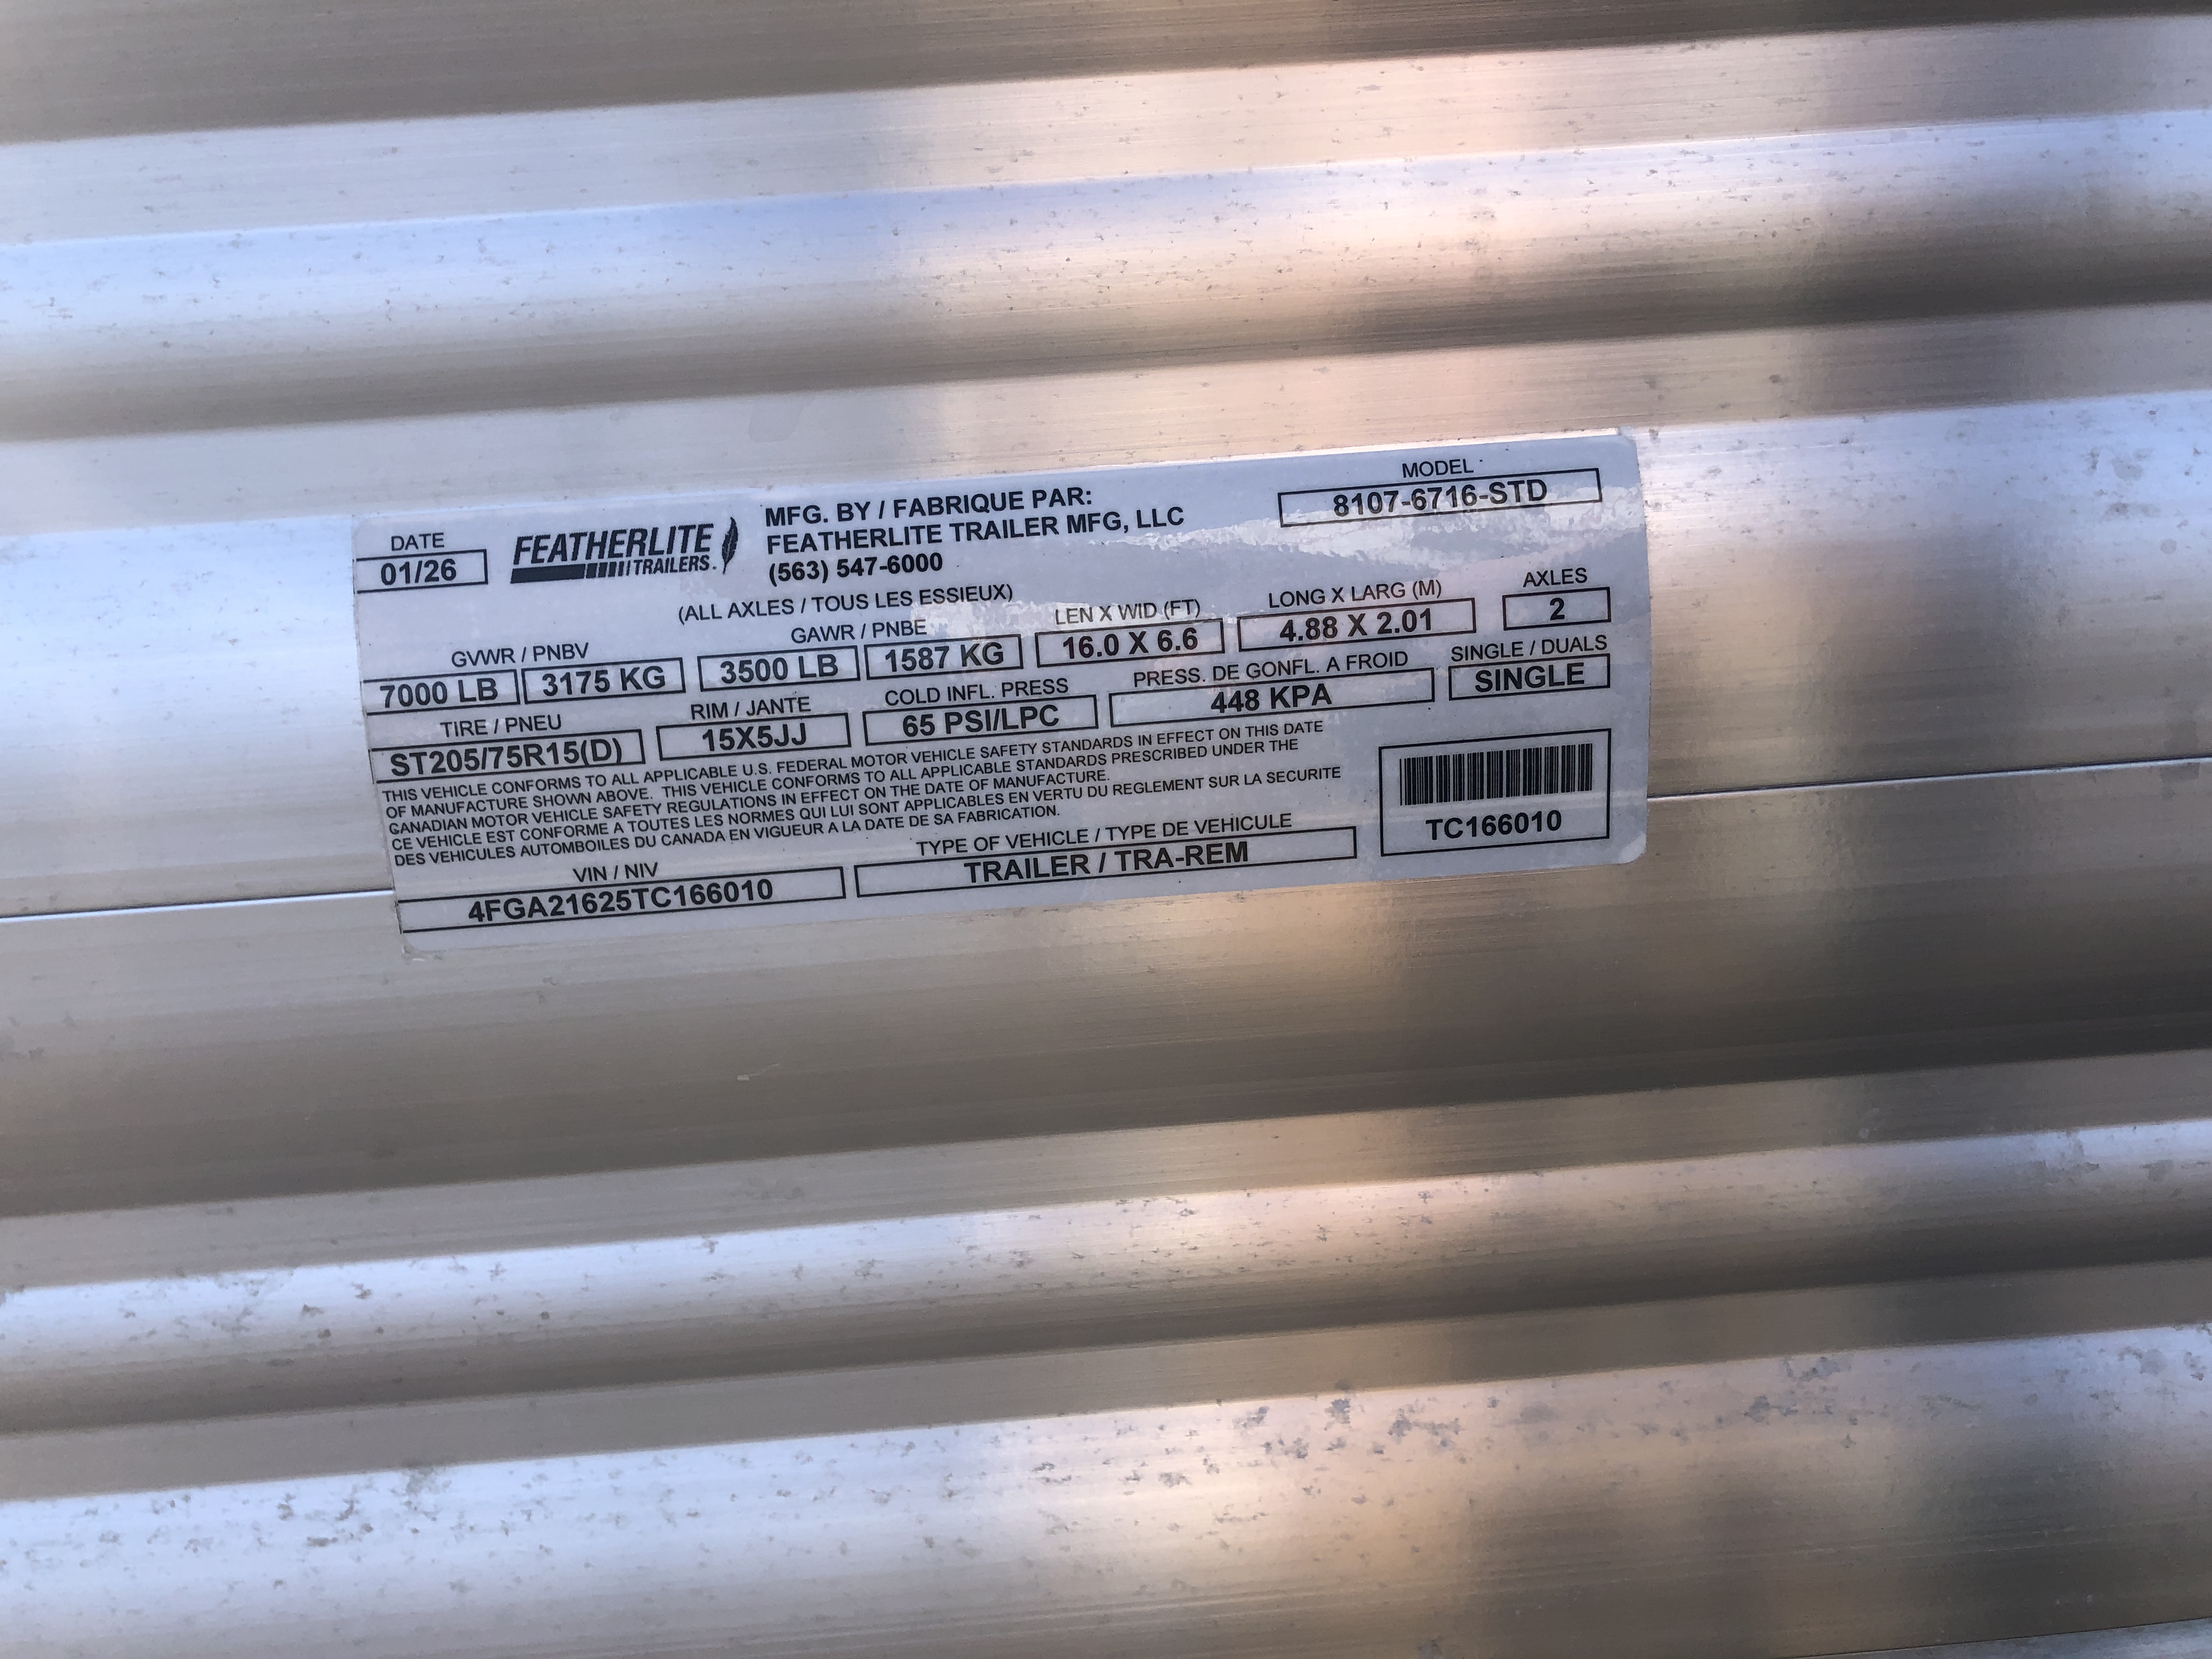 DATE
01/26
FEATHERLITE
TRAILERS.
MFG. BY / FABRIQUE PAR:
FEATHERLITE TRAILER MFG, LLC
(563) 547-6000
MODEL
8107-6716-STD
(ALL AXLES / TOUS LES ESSIEUX)
GVWR / PNBV
7000 LB 3175 KG
GAWR / PNBE
3500 LB 1587 KG
LEN X WID (FT)
16.0 X 6.6
LONG X LARG (M)
4.88 X 2.01
AXLES
2
TIRE / PNEU
ST205/75R15(D)
RIM / JANTE
15X5JJ
COLD INFL. PRESS
65 PSI/LPC
PRESS. DE GONFL. A FROID
448 KPA
SINGLE / DUALS
SINGLE
THIS VEHICLE CONFORMS TO ALL APPLICABLE U.S. FEDERAL MOTOR VEHICLE SAFETY STANDARDS IN EFFECT ON THIS DATE
OF MANUFACTURE SHOWN ABOVE. THIS VEHICLE CONFORMS TO ALL APPLICABLE STANDARDS PRESCRIBED UNDER THE
CANADIAN MOTOR VEHICLE SAFETY REGULATIONS IN EFFECT ON THE DATE OF MANUFACTURE.
CE VEHICLE EST CONFORME A TOUTES LES NORMES QUI LUI SONT APPLICABLES EN VERTU DU REGLEMENT SUR LA SECURITE
DES VEHICULES AUTOMBOILES DU CANADA EN VIGUEUR A LA DATE DE SA FABRICATION.
VIN / NIV
4FGA21625TC166010
TYPE OF VEHICLE / TYPE DE VEHICULE
TRAILER / TRA-REM
TC166010